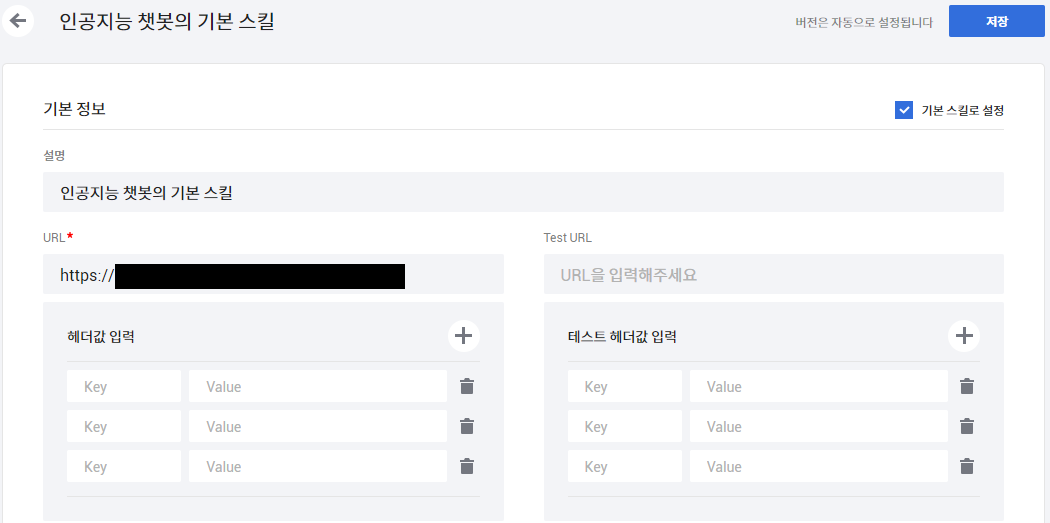 인공지능 챗봇의 기본 스킬
버전은 자동으로 설정됩니다
저장
기본 정보
기본 스킬로 설정
설명
인공지능 챗봇의 기본 스킬
URL*
Test URL
https://
URL을 입력해주세요
헤더값 입력
테스트 헤더값 입력
Key Value
Key Value
Key Value
Key Value
Key Value
Key Value